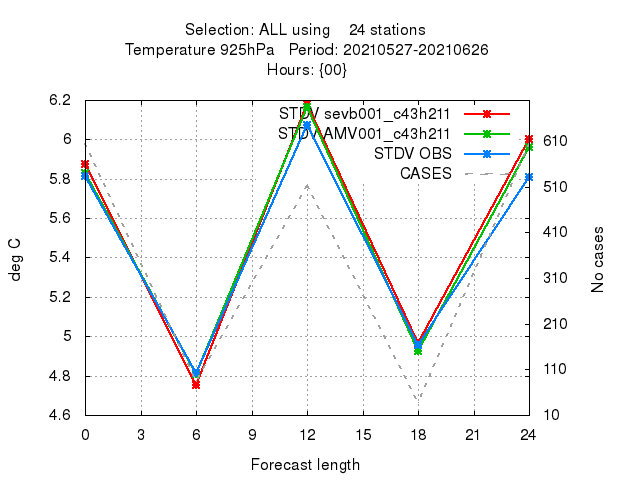 Selection: ALL using 24 stations
Temperature 925hPa Period: 20210527-20210626
Hours: {00}
STDV sevb001_c43h211
STDV AMV001_c43h211
STDV OBS
CASES
6.2
6
5.8
5.6
5.4
5.2
5
4.8
4.6
deg C
610
510
410
310
210
110
10
No cases
0 3 6 9 12 15 18 21 24
Forecast length